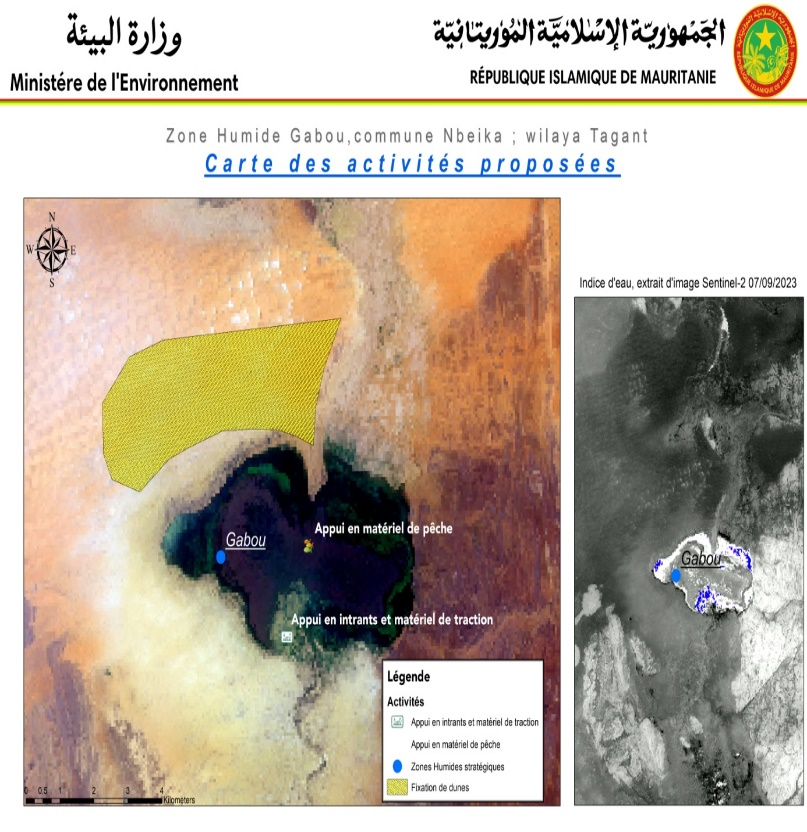 وزارة البيئة
Ministére de l'Environnement
الجمهورية الإسلامية الموريتانية
RÉPUBLIQUE ISLAMIQUE DE MAURITANIE
Zone Humide Gabou,commune Nbeika ; wilaya Tagant
Carte des activités proposées
N
W E
S
Gabou
Appui en matériel de pêche
Appui en intrants et matériel de traction
Légende
Activités
Appui en intrants et matériel de traction
Appui en matériel de pêche
Zones Humides stratégiques
Fixation de dunes
0 0.5 1 2 3 4
Kilometers
Indice d'eau, extrait d'image Sentinel-2 07/09/2023
Gabou